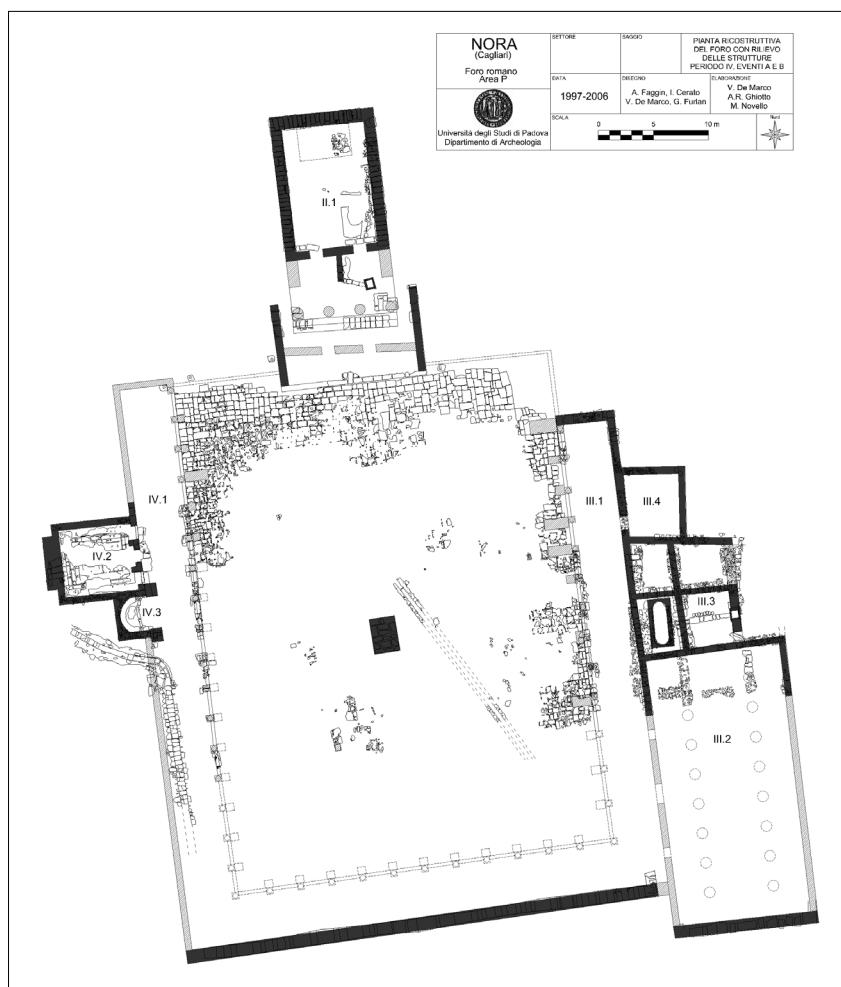 NORA
(Cagliari)
Foro romano
Area P
SETTORE
SAGGIO
PIANTA RICOSTRUTTIVA
DEL FORO CON RILIEVO
DELLE STRUTTURE
PERIODO IV, EVENTI A E B
DATA
1997-2006
DISEGNO
A. Faggin, I. Cerato
V. De Marco, G. Furlan
ELABORAZIONE
V. De Marco
A.R. Ghiotto
M. Novello
Università degli Studi di Padova
Dipartimento di Archeologia
SCALA
0 5 10 m
Nord
II.1
IV.1
III.1
III.4
IV.2
IV.3
III.3
III.2